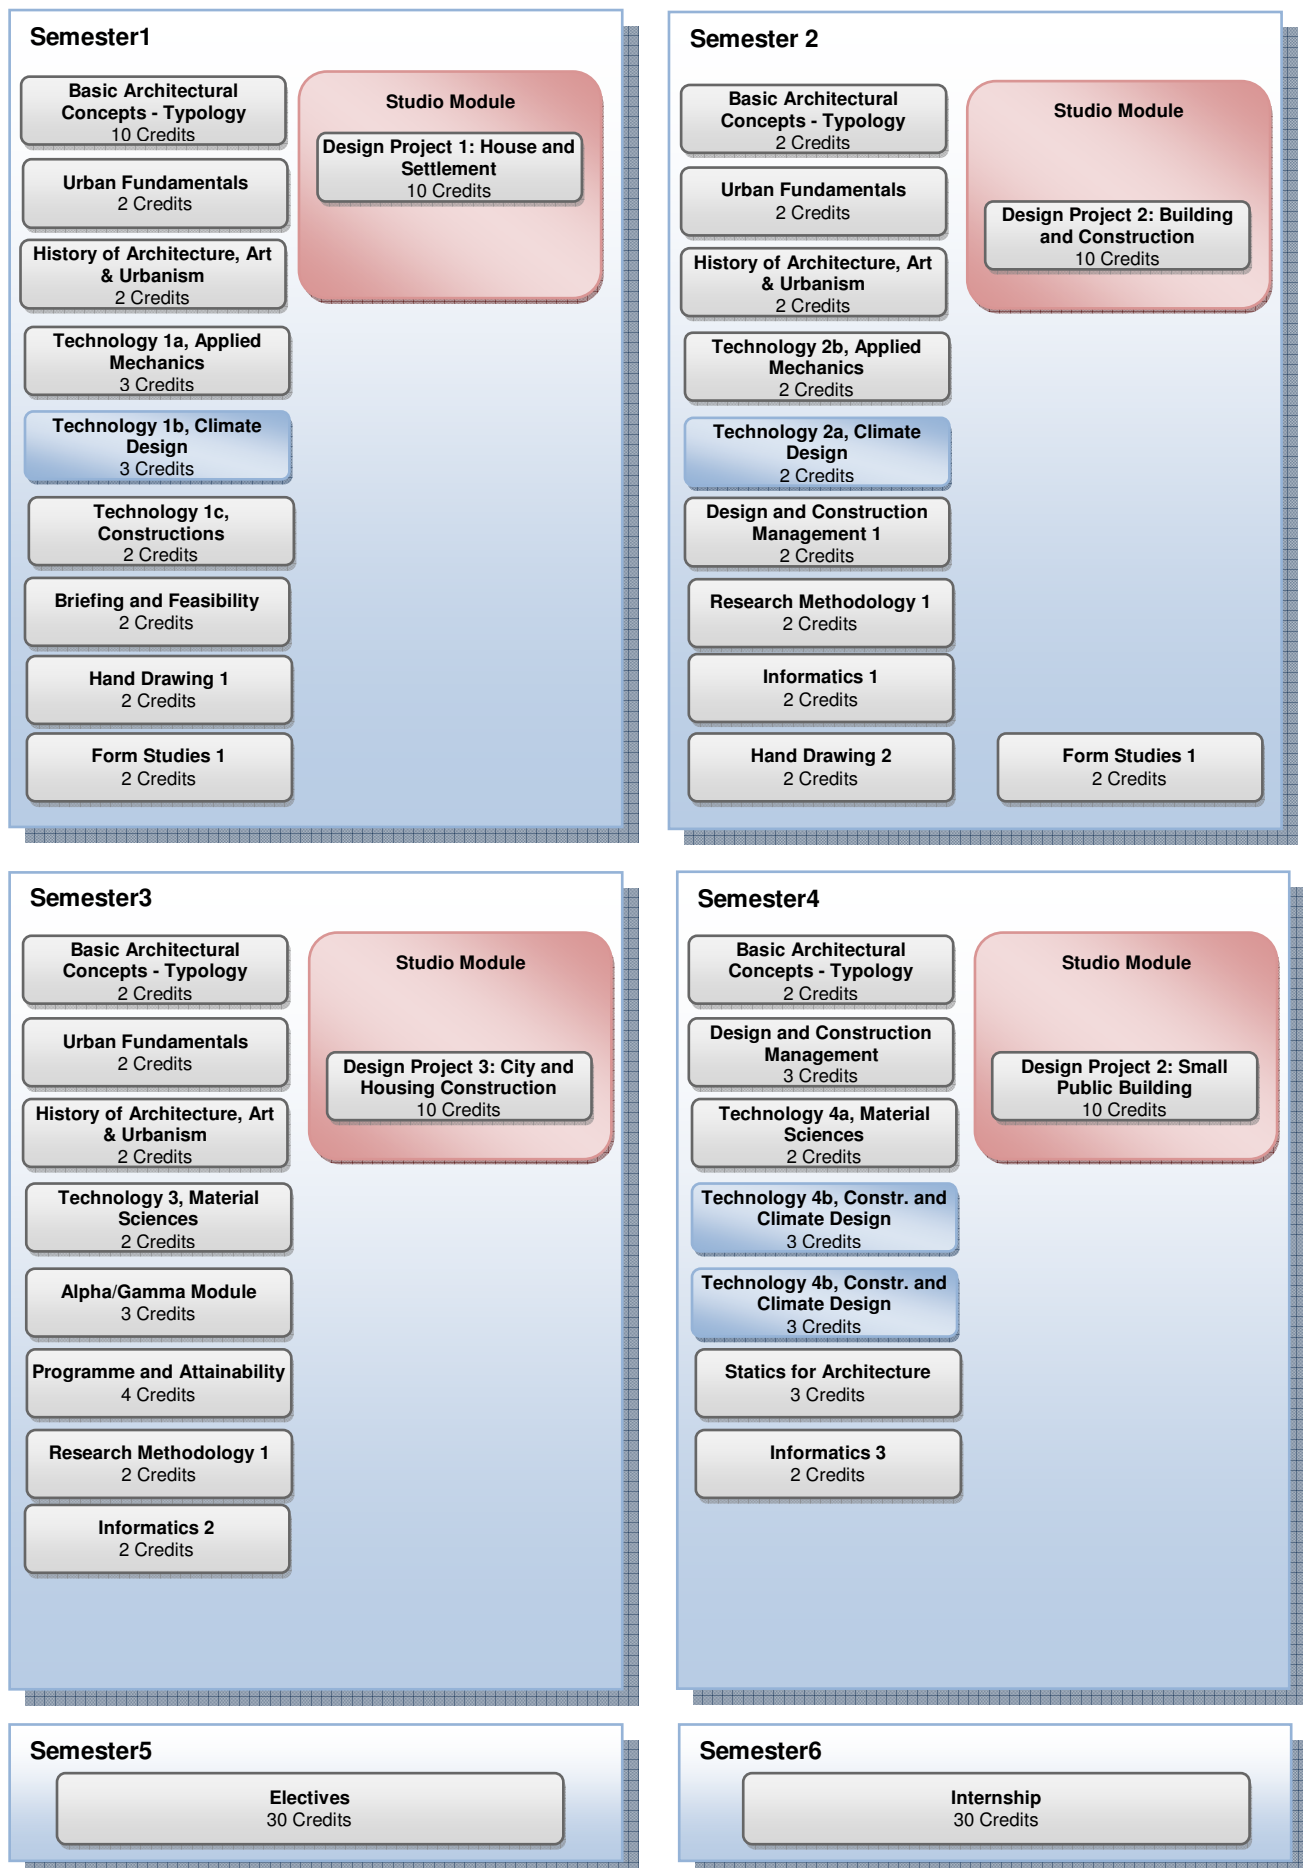 Semester1
Basic Architectural
Concepts - Typology
10 Credits
Urban Fundamentals
2 Credits
History of Architecture, Art
& Urbanism
2 Credits
Technology 1a, Applied
Mechanics
3 Credits
Technology 1b, Climate
Design
3 Credits
Technology 1c,
Constructions
2 Credits
Briefing and Feasibility
2 Credits
Hand Drawing 1
2 Credits
Form Studies 1
2 Credits
Studio Module
Design Project 1: House and
Settlement
10 Credits
Semester 2
Basic Architectural
Concepts - Typology
2 Credits
Urban Fundamentals
2 Credits
History of Architecture, Art
& Urbanism
2 Credits
Technology 2b, Applied
Mechanics
2 Credits
Technology 2a, Climate
Design
2 Credits
Design and Construction
Management 1
2 Credits
Research Methodology 1
2 Credits
Informatics 1
2 Credits
Hand Drawing 2
2 Credits
Studio Module
Design Project 2: Building
and Construction
10 Credits
Form Studies 1
2 Credits
Semester3
Basic Architectural
Concepts - Typology
2 Credits
Urban Fundamentals
2 Credits
History of Architecture, Art
& Urbanism
2 Credits
Technology 3, Material
Sciences
2 Credits
Alpha/Gamma Module
3 Credits
Programme and Attainability
4 Credits
Research Methodology 1
2 Credits
Informatics 2
2 Credits
Studio Module
Design Project 3: City and
Housing Construction
10 Credits
Semester4
Basic Architectural
Concepts - Typology
2 Credits
Design and Construction
Management
3 Credits
Technology 4a, Material
Sciences
2 Credits
Technology 4b, Constr. and
Climate Design
3 Credits
Technology 4b, Constr. and
Climate Design
3 Credits
Statics for Architecture
3 Credits
Informatics 3
2 Credits
Studio Module
Design Project 2: Small
Public Building
10 Credits
Semester5
Electives
30 Credits
Semester6
Internship
30 Credits